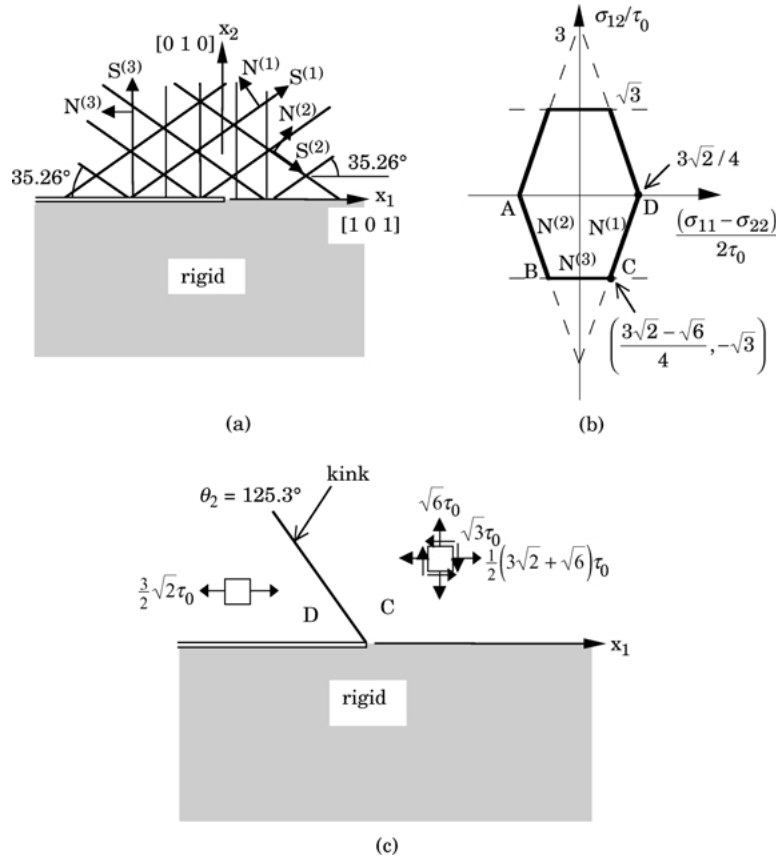 x₂
[0 1 0]
S⁽³⁾
N⁽¹⁾
S⁽¹⁾
N⁽³⁾
N⁽²⁾
S⁽²⁾
35.26°
35.26°
x₁
[1 0 1]
rigid
(a)
σ₁₂/τ₀
3
√3
3√2/4
A
N⁽²⁾
N⁽¹⁾
D
(σ₁₁ − σ₂₂)
2τ₀
B
N⁽³⁾
C
((3√2 − √6)/4, −√3)
(b)
kink
θ₂ = 125.3°
√6τ₀
√3τ₀
3/2 √2τ₀
1/2(3√2 + √6)τ₀
D
C
x₁
rigid
(c)